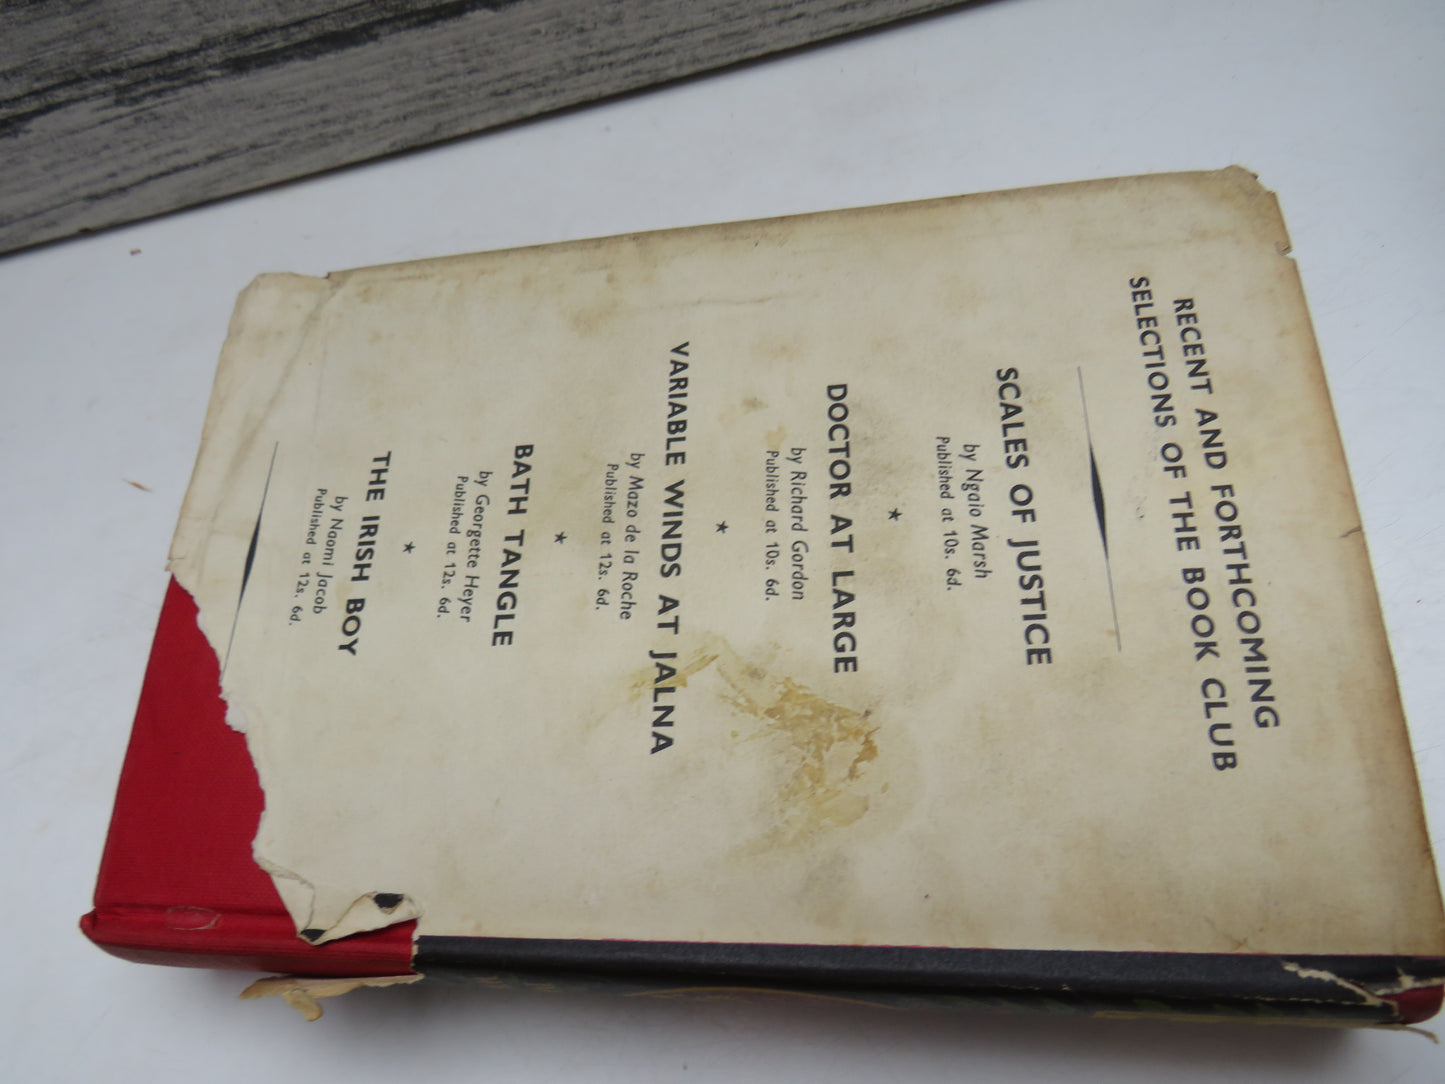 RECENT AND FORTHCOMING
SELECTIONS OF THE BOOK CLUB
SCALES OF JUSTICE
by Ngaio Marsh
Published at 10s. 6d.
★
DOCTOR AT LARGE
by Richard Gordon
Published at 10s. 6d.
★
VARIABLE WINDS AT JALNA
by Mazo de la Roche
Published at 12s. 6d.
★
BATH TANGLE
by Georgette Heyer
Published at 12s. 6d.
★
THE IRISH BOY
by Naomi Jacob
Published at 12s. 6d.